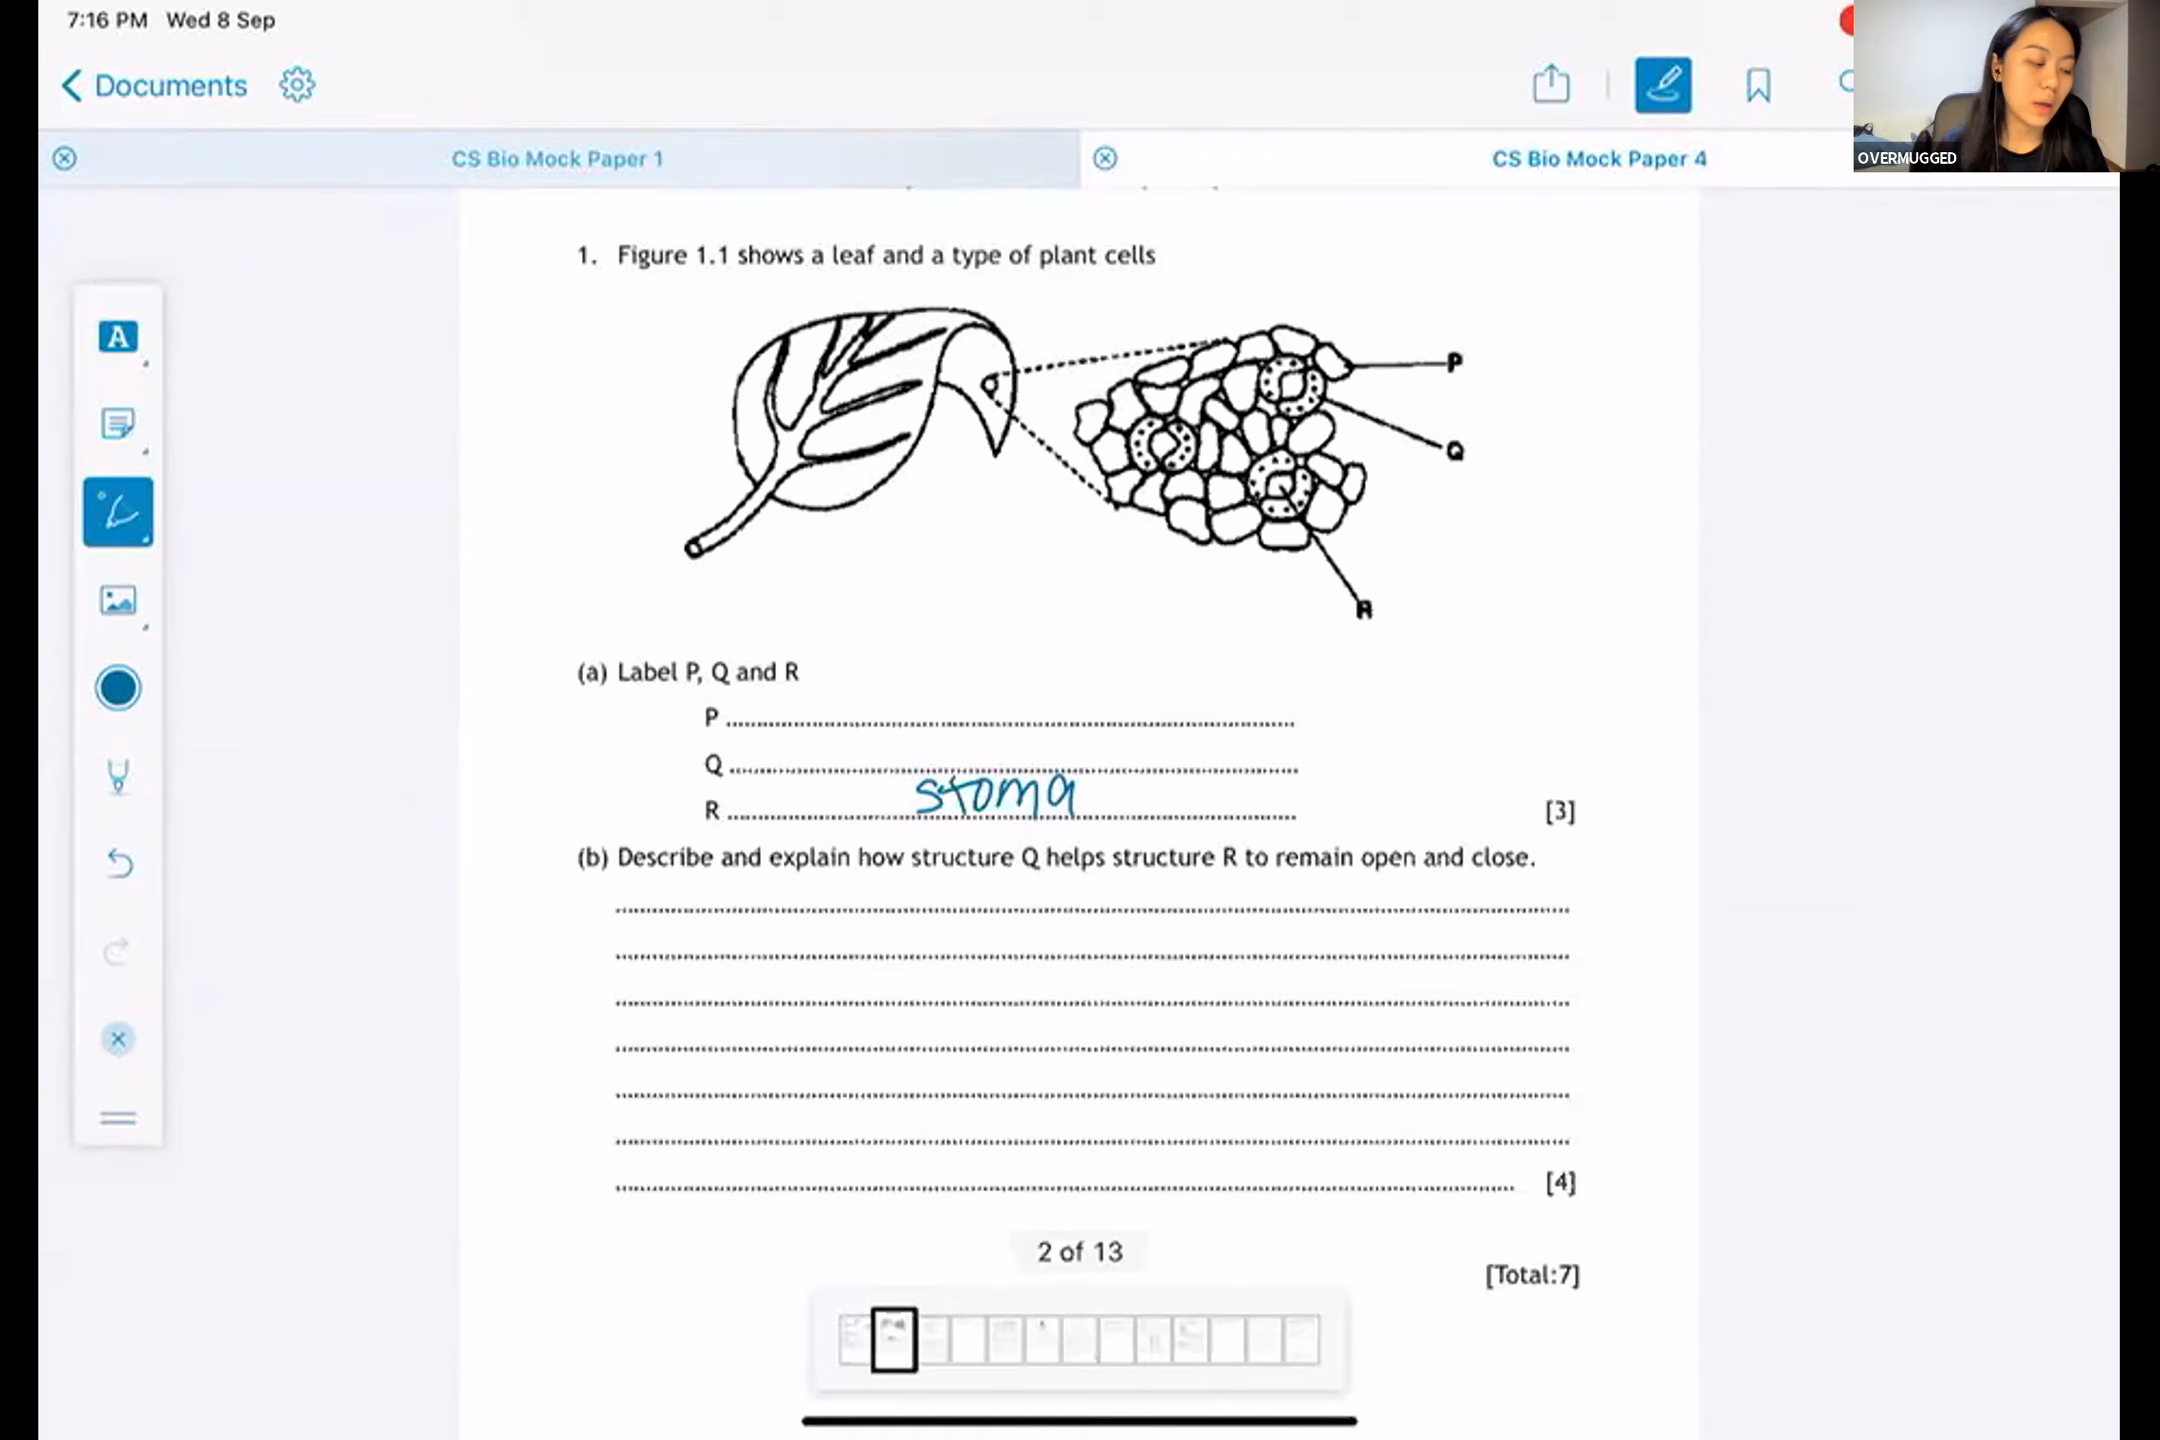 7:16 PM Wed 8 Sep
Documents
OVERMUGGED
CS Bio Mock Paper 1
CS Bio Mock Paper 4
A
1. Figure 1.1 shows a leaf and a type of plant cells
P
Q
R
(a) Label P, Q and R
P
Q
R stoma [3]
(b) Describe and explain how structure Q helps structure R to remain open and close.
[4]
2 of 13
[Total:7]